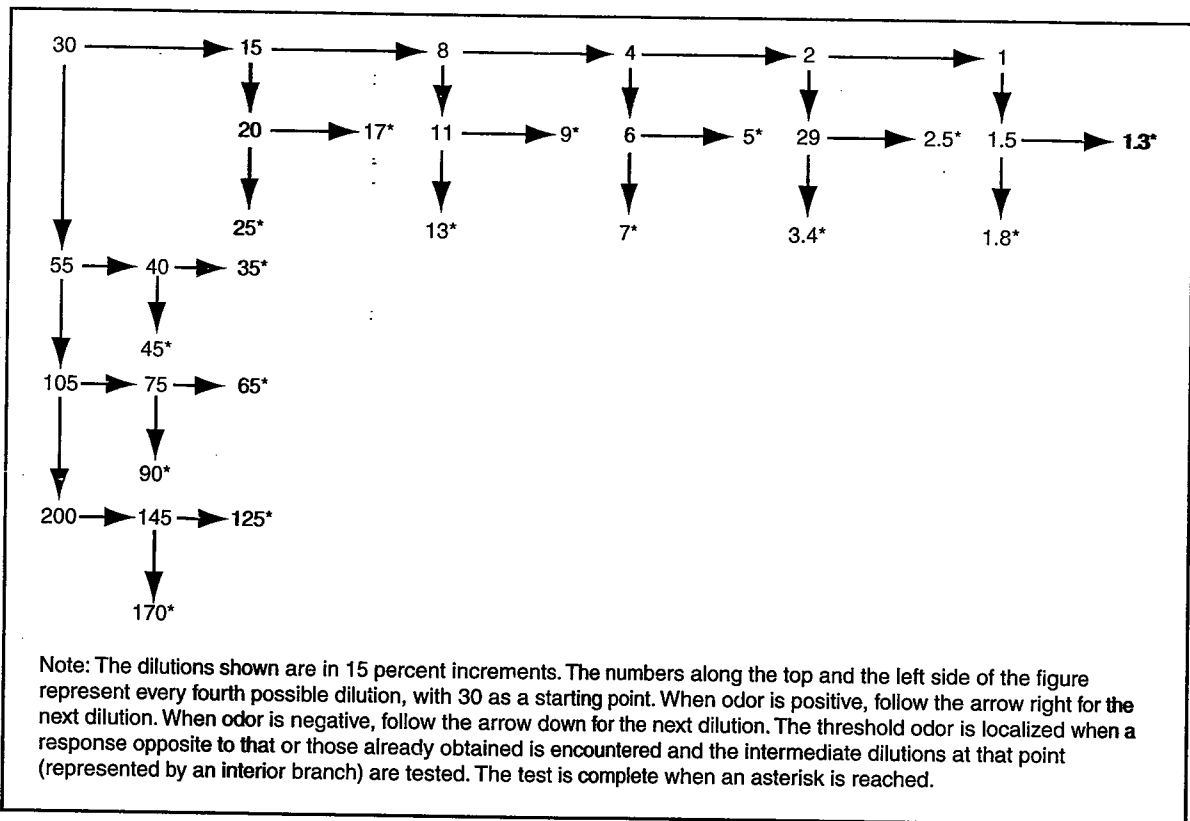 30 15 8 4 2 1
20 17* 11 9* 6 5* 29 2.5* 1.5 1.3*
25* 13* 7* 3.4* 1.8*
55 40 35*
45*
105 75 65*
90*
200 145 125*
170*
Note: The dilutions shown are in 15 percent increments. The numbers along the top and the left side of the figure
represent every fourth possible dilution, with 30 as a starting point. When odor is positive, follow the arrow right for the
next dilution. When odor is negative, follow the arrow down for the next dilution. The threshold odor is localized when a
response opposite to that or those already obtained is encountered and the intermediate dilutions at that point
(represented by an interior branch) are tested. The test is complete when an asterisk is reached.